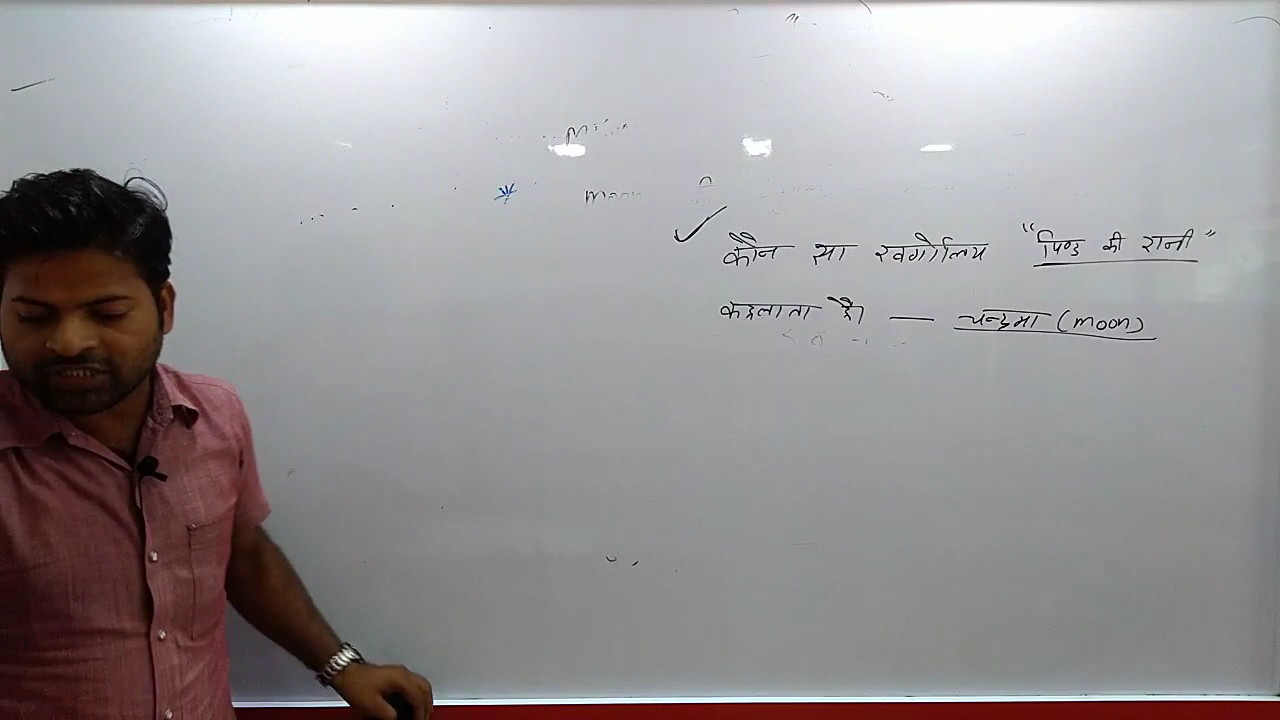 moon
कौन सा खगोलिय "पिण्ड की रानी"
कहलाता है। — चन्द्रमा (moon)